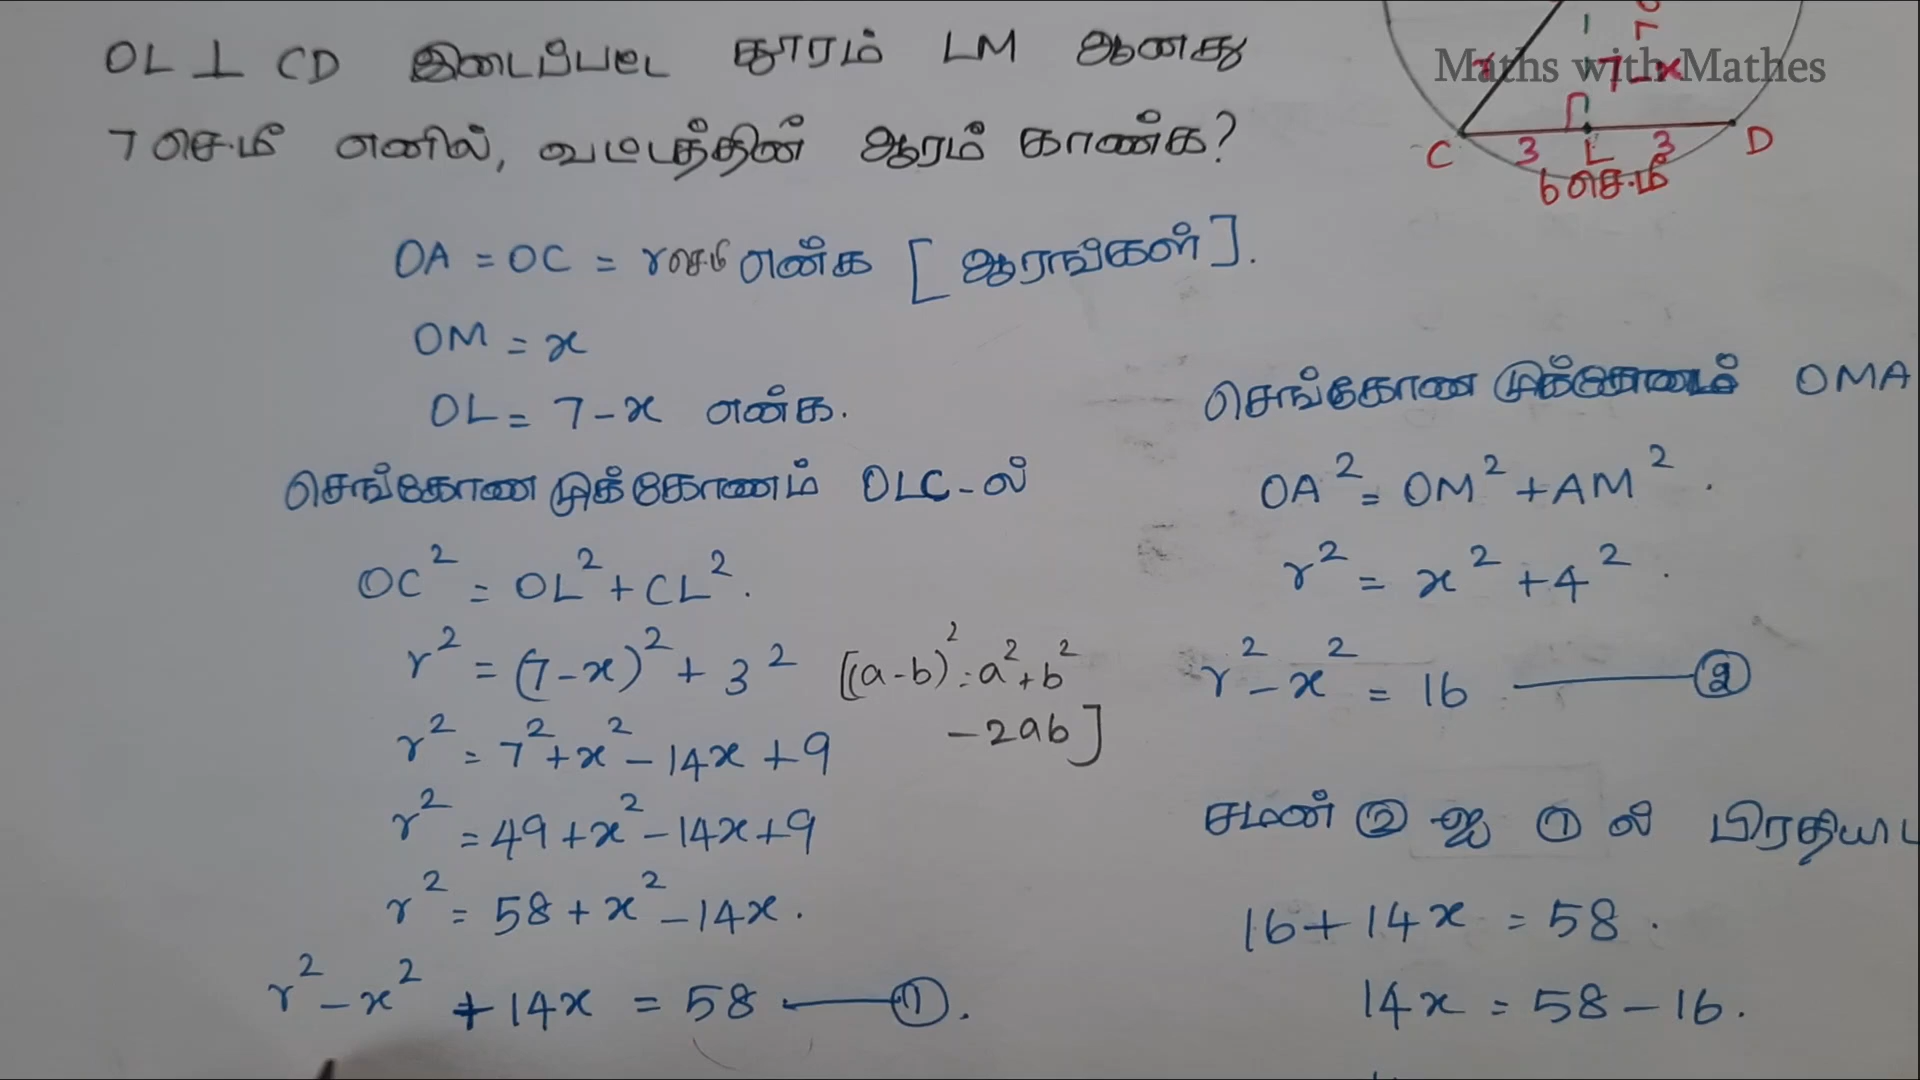 OL ⊥ CD இடைப்பட்ட தூரம் LM ஆனது
7 செ.மீ எனில், வட்டத்தின் ஆரம் காண்க?
Maths with Mathes
7-x
C 3 L 3 D
6 செ.மீ
OA = OC = r செ.மீ என்க [ஆரங்கள்].
OM = x
OL = 7-x என்க.
செங்கோண முக்கோணம் OLC-ல்
OC² = OL² + CL².
r² = (7-x)² + 3² [(a-b)² = a² + b²
-2ab]
r² = 7² + x² - 14x + 9
r² = 49 + x² - 14x + 9
r² = 58 + x² - 14x.
r² - x² + 14x = 58 ①.
செங்கோண முக்கோணம் OMA
OA² = OM² + AM².
r² = x² + 4².
r² - x² = 16 ②
சமன் ② ஐ ① ல் பிரதியி
16 + 14x = 58.
14x = 58 - 16.